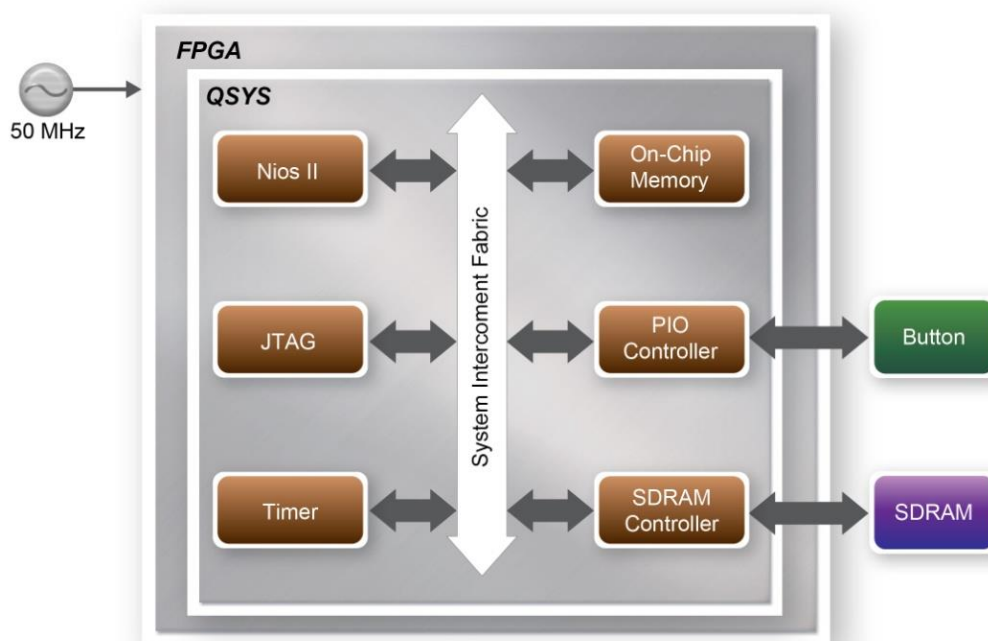 FPGA
50 MHz
QSYS
Nios II
On-Chip
Memory
System Intercoment Fabric
JTAG
PIO
Controller
Button
Timer
SDRAM
Controller
SDRAM